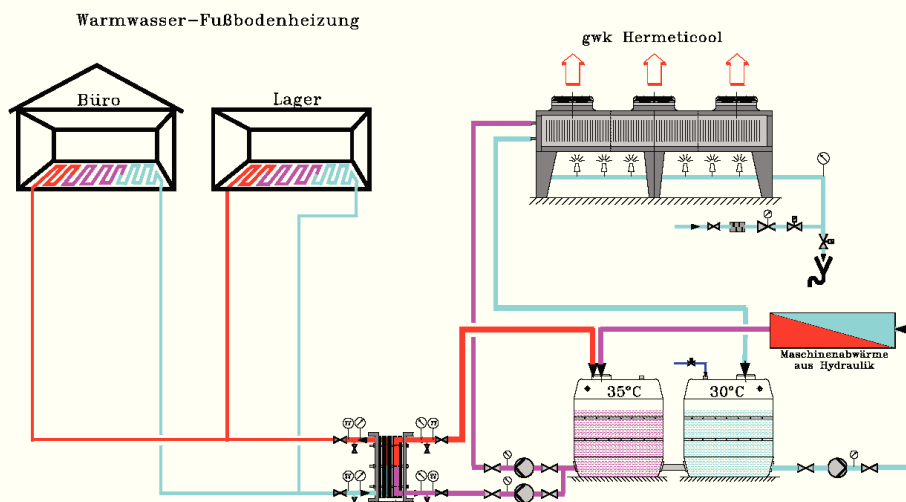 Warmwasser-Fußbodenheizung
gwk Hermeticool
Büro
Lager
Maschinenabwärme
aus Hydraulik
35°C
30°C